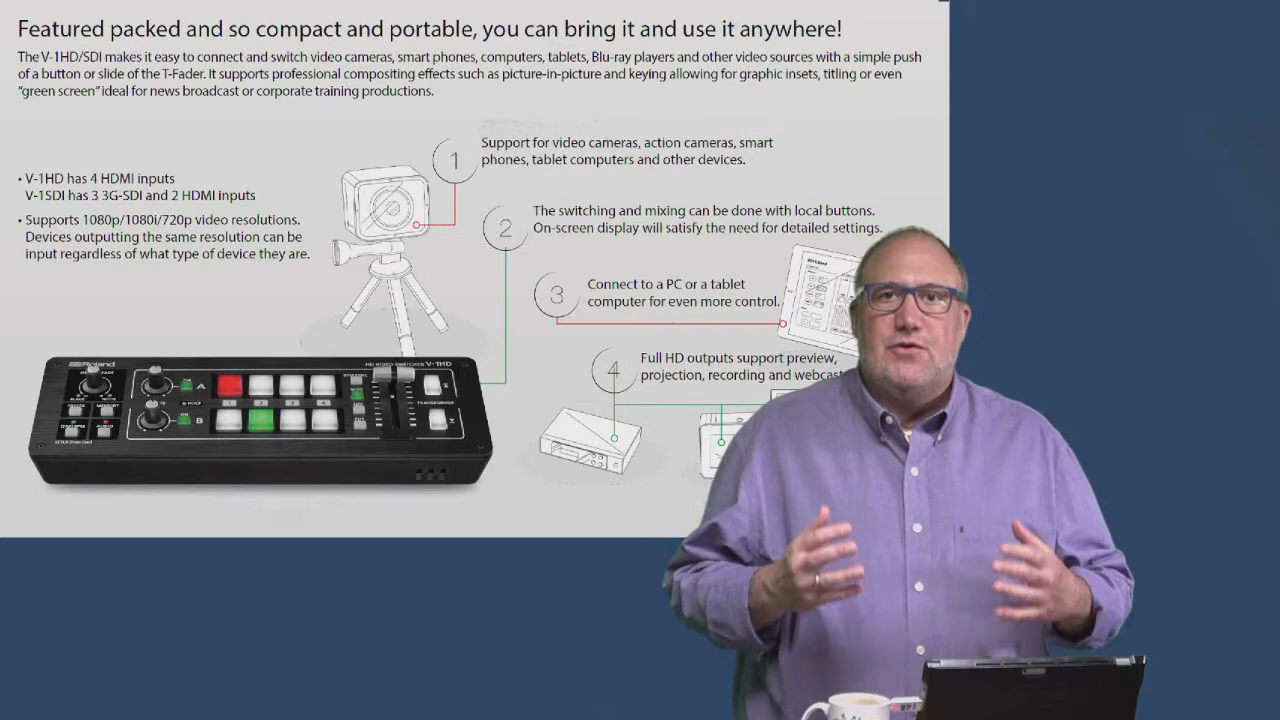 Featured packed and so compact and portable, you can bring it and use it anywhere!
The V-1HD/SDI makes it easy to connect and switch video cameras, smart phones, computers, tablets, Blu-ray players and other video sources with a simple push
of a button or slide of the T-Fader. It supports professional compositing effects such as picture-in-picture and keying allowing for graphic insets, titling or even
“green screen” ideal for news broadcast or corporate training productions.
1
Support for video cameras, action cameras, smart
phones, tablet computers and other devices.
• V-1HD has 4 HDMI inputs
V-1SDI has 3 3G-SDI and 2 HDMI inputs
• Supports 1080p/1080i/720p video resolutions.
Devices outputting the same resolution can be
input regardless of what type of device they are.
2
The switching and mixing can be done with local buttons.
On-screen display will satisfy the need for detailed settings.
3
Connect to a PC or a tablet
computer for even more control.
4
Full HD outputs support preview,
projection, recording and webcast
Roland
HD VIDEO SWITCHER V-1HD
A
1 2 3 4
B
TRANSFORMER